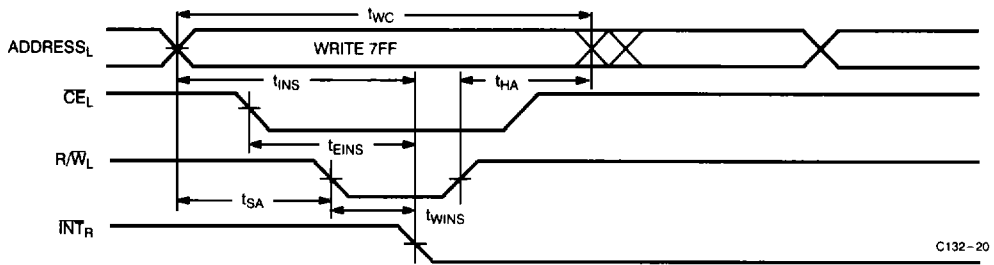 tWC
ADDRESSL
WRITE 7FF
tINS
tHA
CEL
tEINS
R/WL
tSA
tWINS
INTR
C132-20